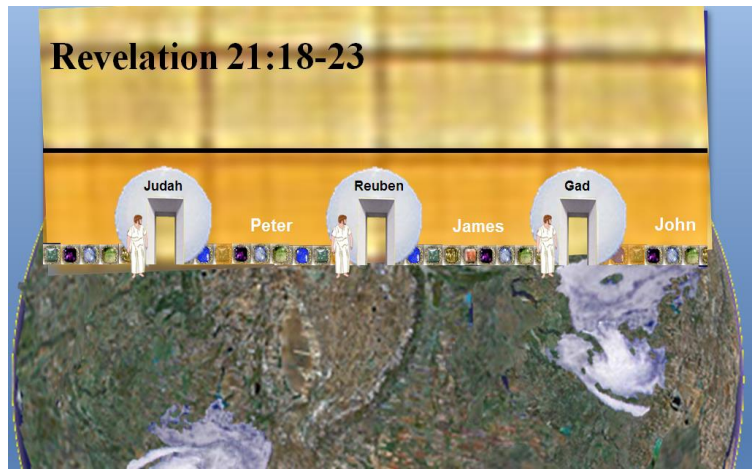 Revelation 21:18-23
Judah
Reuben
Gad
Peter
James
John